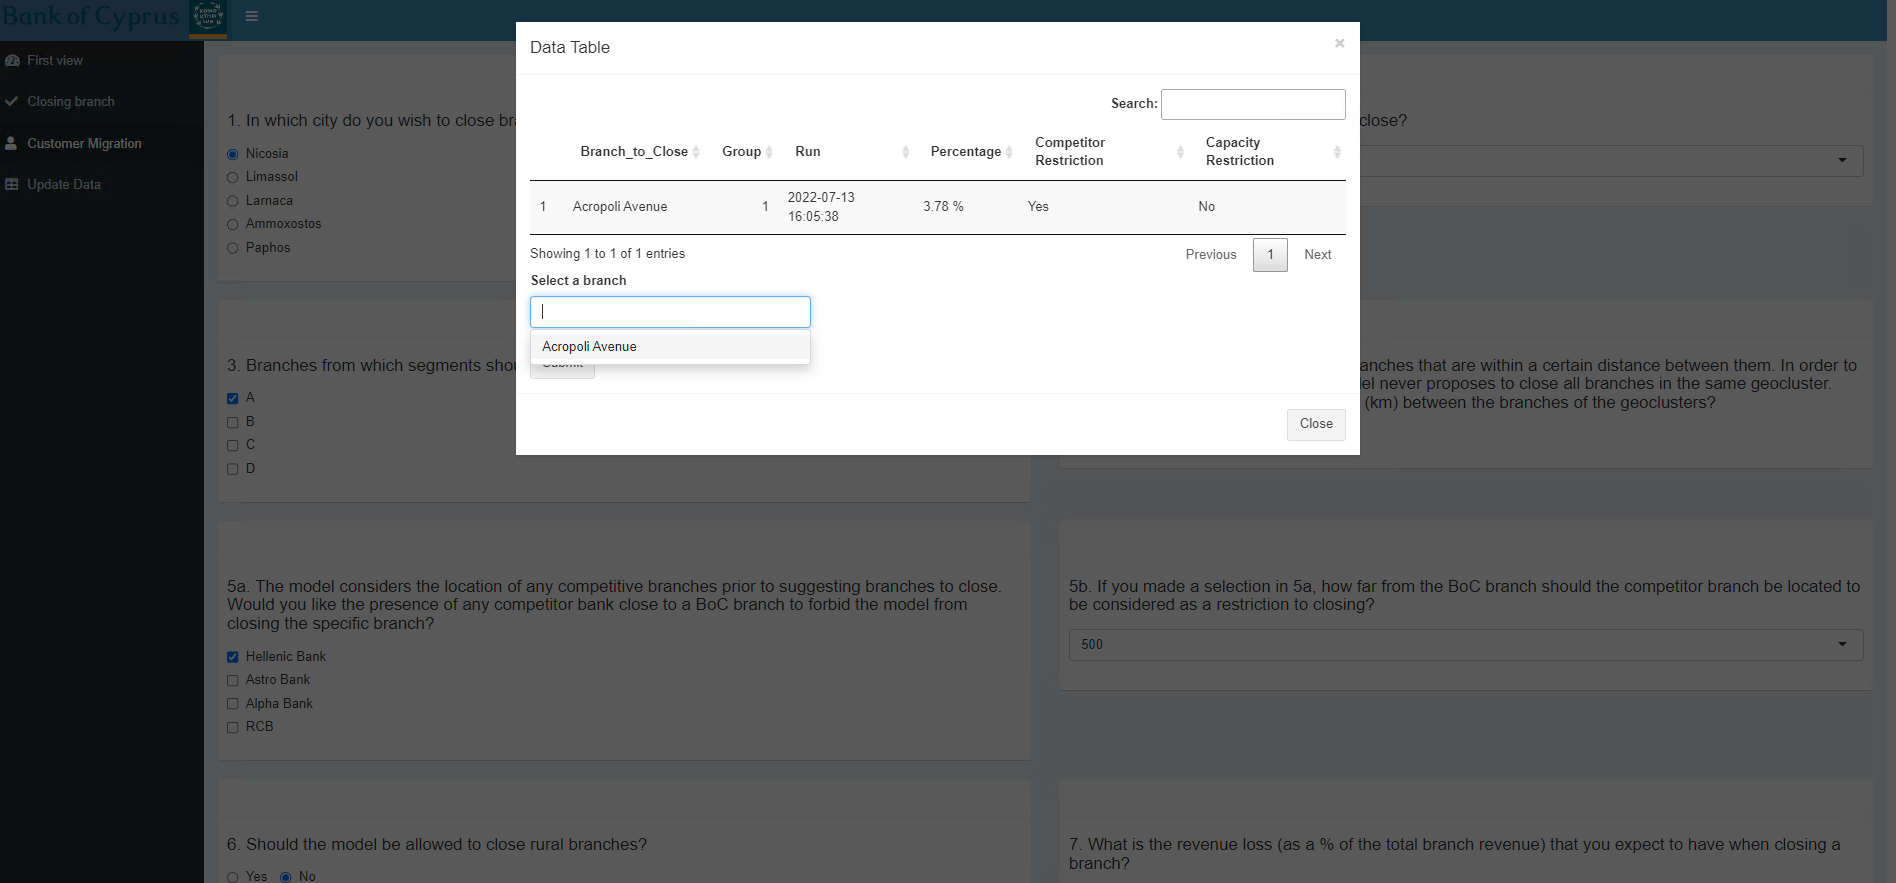 Bank of Cyprus
First view
Closing branch
Customer Migration
Update Data
Data Table
×
Search:
Branch_to_Close Group Run Percentage Competitor Restriction Capacity Restriction
1 Acropoli Avenue 1 2022-07-13 16:05:38 3.78 % Yes No
Showing 1 to 1 of 1 entries
Previous 1 Next
Select a branch
Acropoli Avenue
Submit
Close
1. In which city do you wish to close br
Nicosia
Limassol
Larnaca
Ammoxostos
Paphos
close?
3. Branches from which segments shou
A
B
C
D
anches that are within a certain distance between them. In order to
el never proposes to close all branches in the same geocluster.
(km) between the branches of the geoclusters?
5a. The model considers the location of any competitive branches prior to suggesting branches to close.
Would you like the presence of any competitor bank close to a BoC branch to forbid the model from
closing the specific branch?
Hellenic Bank
Astro Bank
Alpha Bank
RCB
5b. If you made a selection in 5a, how far from the BoC branch should the competitor branch be located to
be considered as a restriction to closing?
500
6. Should the model be allowed to close rural branches?
Yes No
7. What is the revenue loss (as a % of the total branch revenue) that you expect to have when closing a
branch?